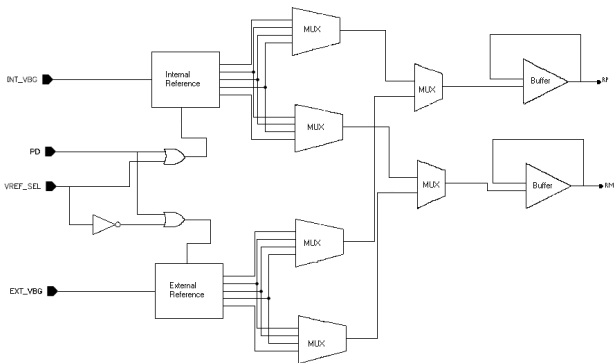 MUX
Internal
Reference
INT_VBG
MUX
Buffer
RP
MUX
PD
VREF_SEL
MUX
Buffer
RM
MUX
External
Reference
EXT_VBG
MUX